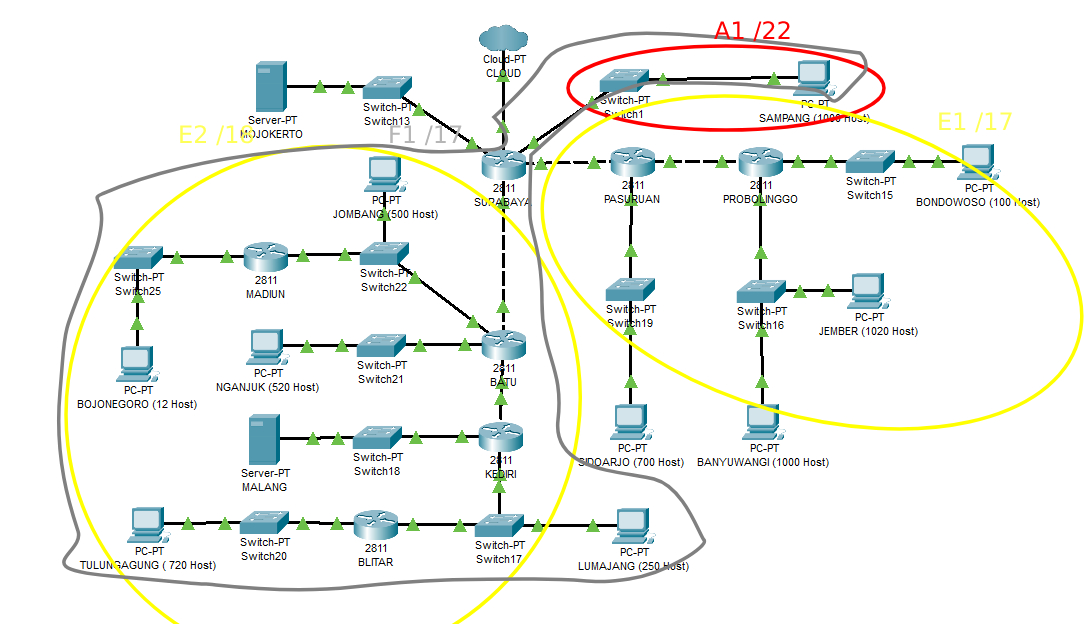 A1 /22
Cloud-PT
CLOUD
Server-PT
MOJOKERTO
Switch-PT
Switch13
Switch-PT
Switch1
PC-PT
SAMPANG (1000 Host)
E2 /18
F1 /17
E1 /17
PC-PT
JOMBANG (500 Host)
2811
SURABAYA
2811
PASURUAN
2811
PROBOLINGGO
Switch-PT
Switch15
PC-PT
BONDOWOSO (100 Host)
Switch-PT
Switch25
2811
MADIUN
Switch-PT
Switch22
Switch-PT
Switch19
Switch-PT
Switch16
PC-PT
JEMBER (1020 Host)
PC-PT
BOJONEGORO (12 Host)
PC-PT
NGANJUK (520 Host)
Switch-PT
Switch21
2811
BATU
Server-PT
MALANG
Switch-PT
Switch18
2811
KEDIRI
PC-PT
SIDOARJO (700 Host)
PC-PT
BANYUWANGI (1000 Host)
PC-PT
TULUNGAGUNG ( 720 Host)
Switch-PT
Switch20
2811
BLITAR
Switch-PT
Switch17
PC-PT
LUMAJANG (250 Host)